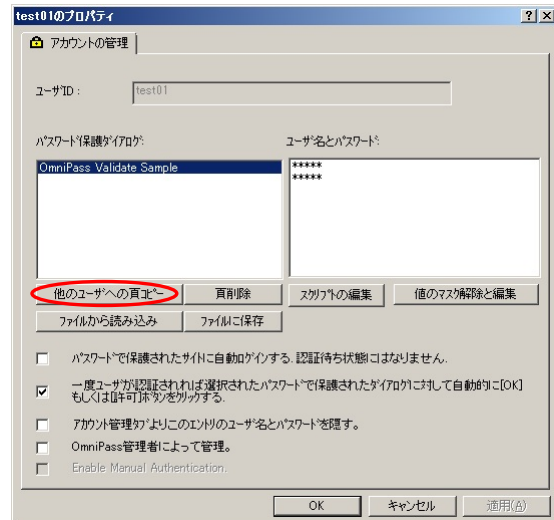 test01のプロパティ
アカウントの管理
ユーザID : test01
パスワード保護ダイアログ: ユーザ名とパスワード:
OmniPass Validate Sample
*****
*****
他のユーザへの頁コピー 頁削除 スクリプトの編集 値のマスク解除と編集
ファイルから読み込み ファイルに保存
パスワードで保護されたサイトに自動ログインする. 認証待ち状態にはなりません.
一度ユーザが認証されれば選択されたパスワードで保護されたダイアログに対して自動的に[OK]
もしくは[許可]ボタンをクリックする.
アカウント管理タブよりこのエントリのユーザ名とパスワードを隠す。
OmniPass管理者によって管理。
Enable Manual Authentication.
OK キャンセル 適用(A)